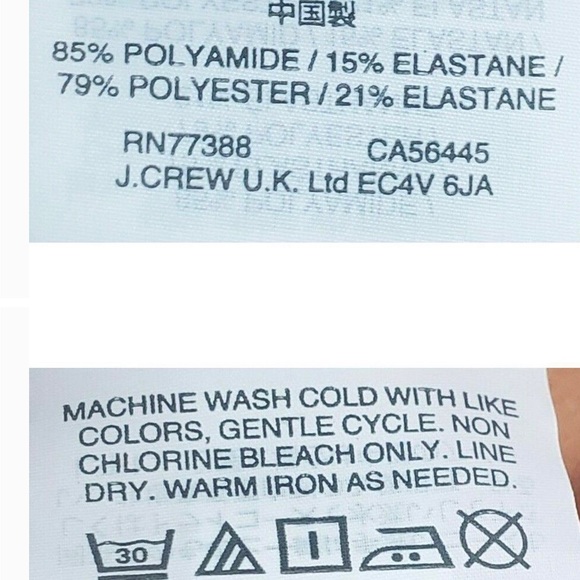 中国製
85% POLYAMIDE / 15% ELASTANE /
79% POLYESTER / 21% ELASTANE
RN77388 CA56445
J.CREW U.K. Ltd EC4V 6JA
MACHINE WASH COLD WITH LIKE
COLORS, GENTLE CYCLE. NON
CHLORINE BLEACH ONLY. LINE
DRY. WARM IRON AS NEEDED.
30